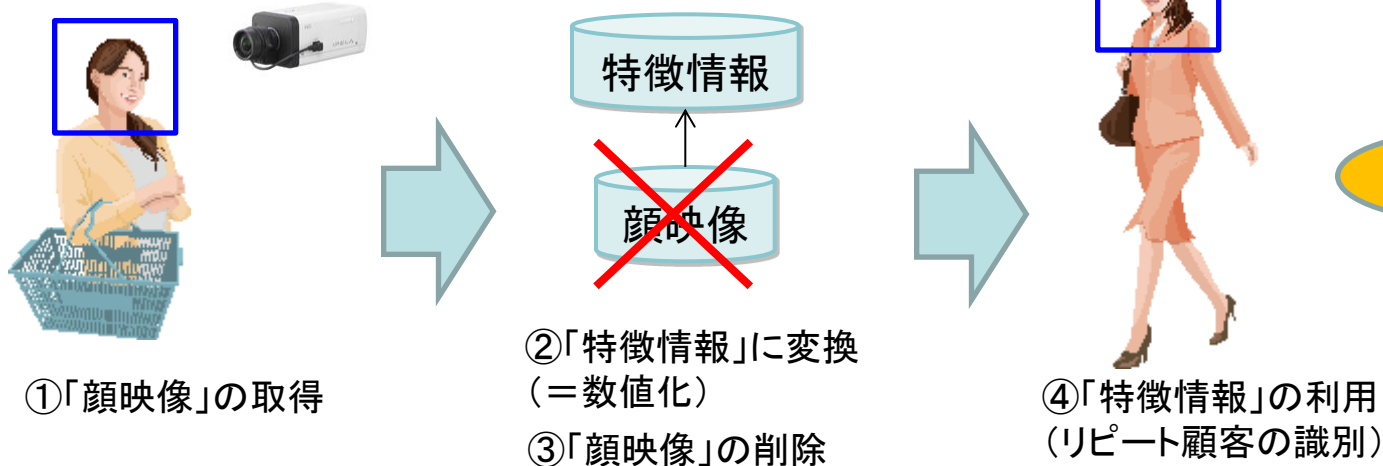 特徴情報
顔映像
①「顔映像」の取得
②「特徴情報」に変換
（＝数値化）
③「顔映像」の削除
④「特徴情報」の利用
（リピート顧客の識別）